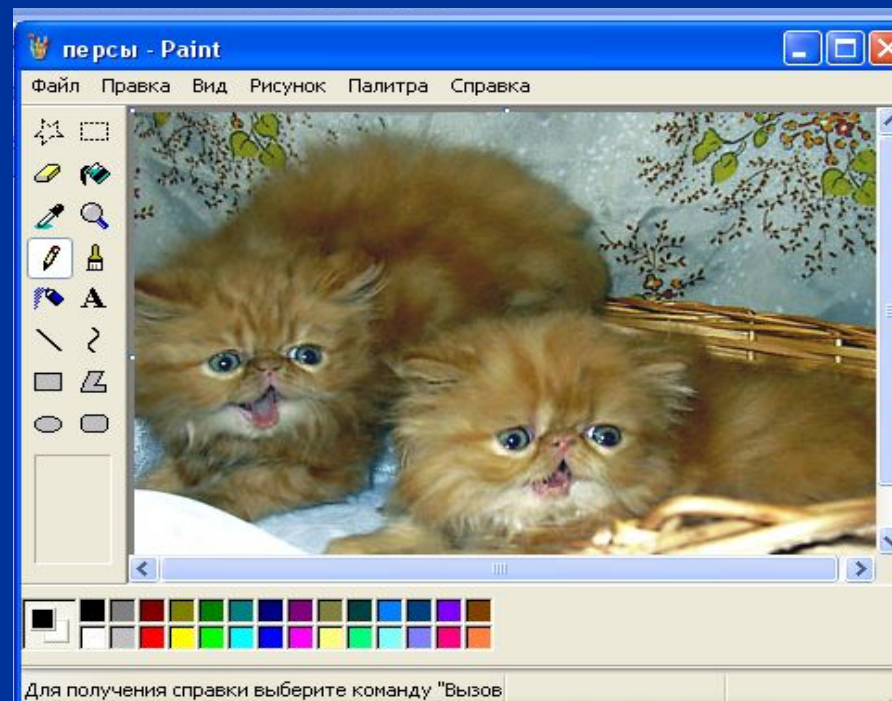 персы - Paint
Файл Правка Вид Рисунок Палитра Справка
A
Для получения справки выберите команду "Вызов